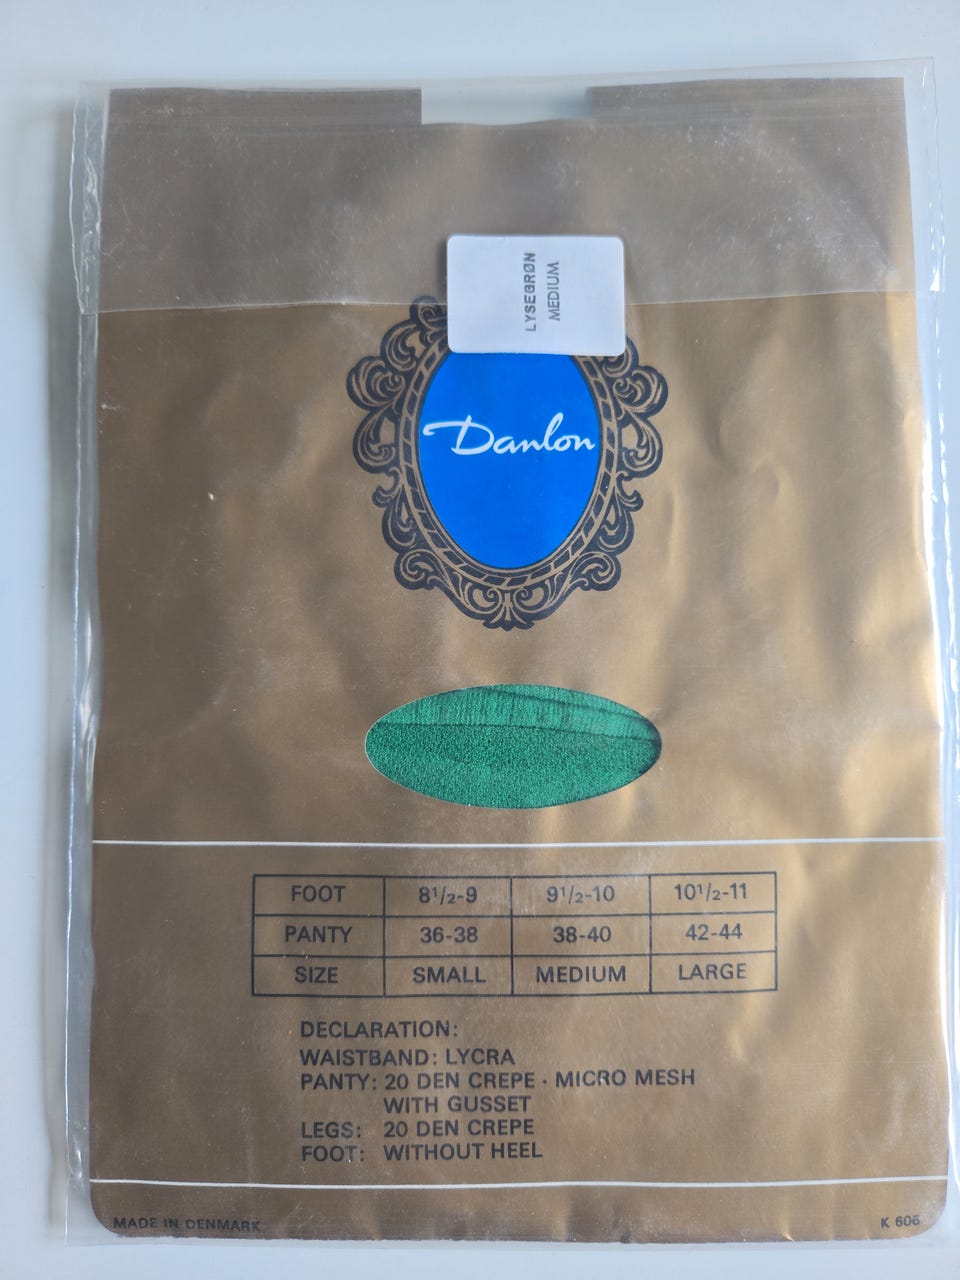 LYSEGRØN
MEDIUM
Danlon
FOOT 8¹/₂-9 9¹/₂-10 10¹/₂-11
PANTY 36-38 38-40 42-44
SIZE SMALL MEDIUM LARGE
DECLARATION:
WAISTBAND: LYCRA
PANTY: 20 DEN CREPE · MICRO MESH
WITH GUSSET
LEGS: 20 DEN CREPE
FOOT: WITHOUT HEEL
MADE IN DENMARK
K 606